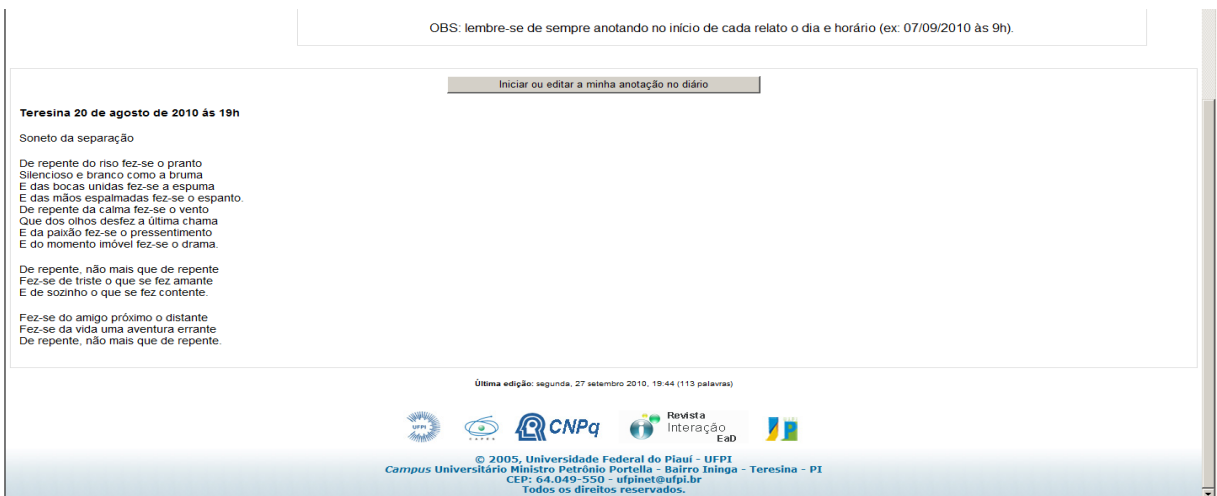 OBS: lembre-se de sempre anotando no início de cada relato o dia e horário (ex: 07/09/2010 às 9h).
Iniciar ou editar a minha anotação no diário
Teresina 20 de agosto de 2010 ás 19h
Soneto da separação
De repente do riso fez-se o pranto
Silencioso e branco como a bruma
E das bocas unidas fez-se a espuma
E das mãos espalmadas fez-se o espanto.
De repente da calma fez-se o vento
Que dos olhos desfez a última chama
E da paixão fez-se o pressentimento
E do momento imóvel fez-se o drama.
De repente, não mais que de repente
Fez-se de triste o que se fez amante
E de sozinho o que se fez contente.
Fez-se do amigo próximo o distante
Fez-se da vida uma aventura errante
De repente, não mais que de repente.
Última edição: segunda, 27 setembro 2010, 19:44 (113 palavras)
UFPI
CAPES
CNPq
Revista
Interação
EaD
© 2005, Universidade Federal do Piauí - UFPI
Campus Universitário Ministro Petrônio Portella - Bairro Ininga - Teresina - PI
CEP: 64.049-550 - ufpinet@ufpi.br
Todos os direitos reservados.